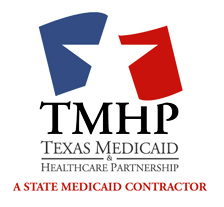 TMHP
TEXAS MEDICAID
&
HEALTHCARE PARTNERSHIP
A STATE MEDICAID CONTRACTOR